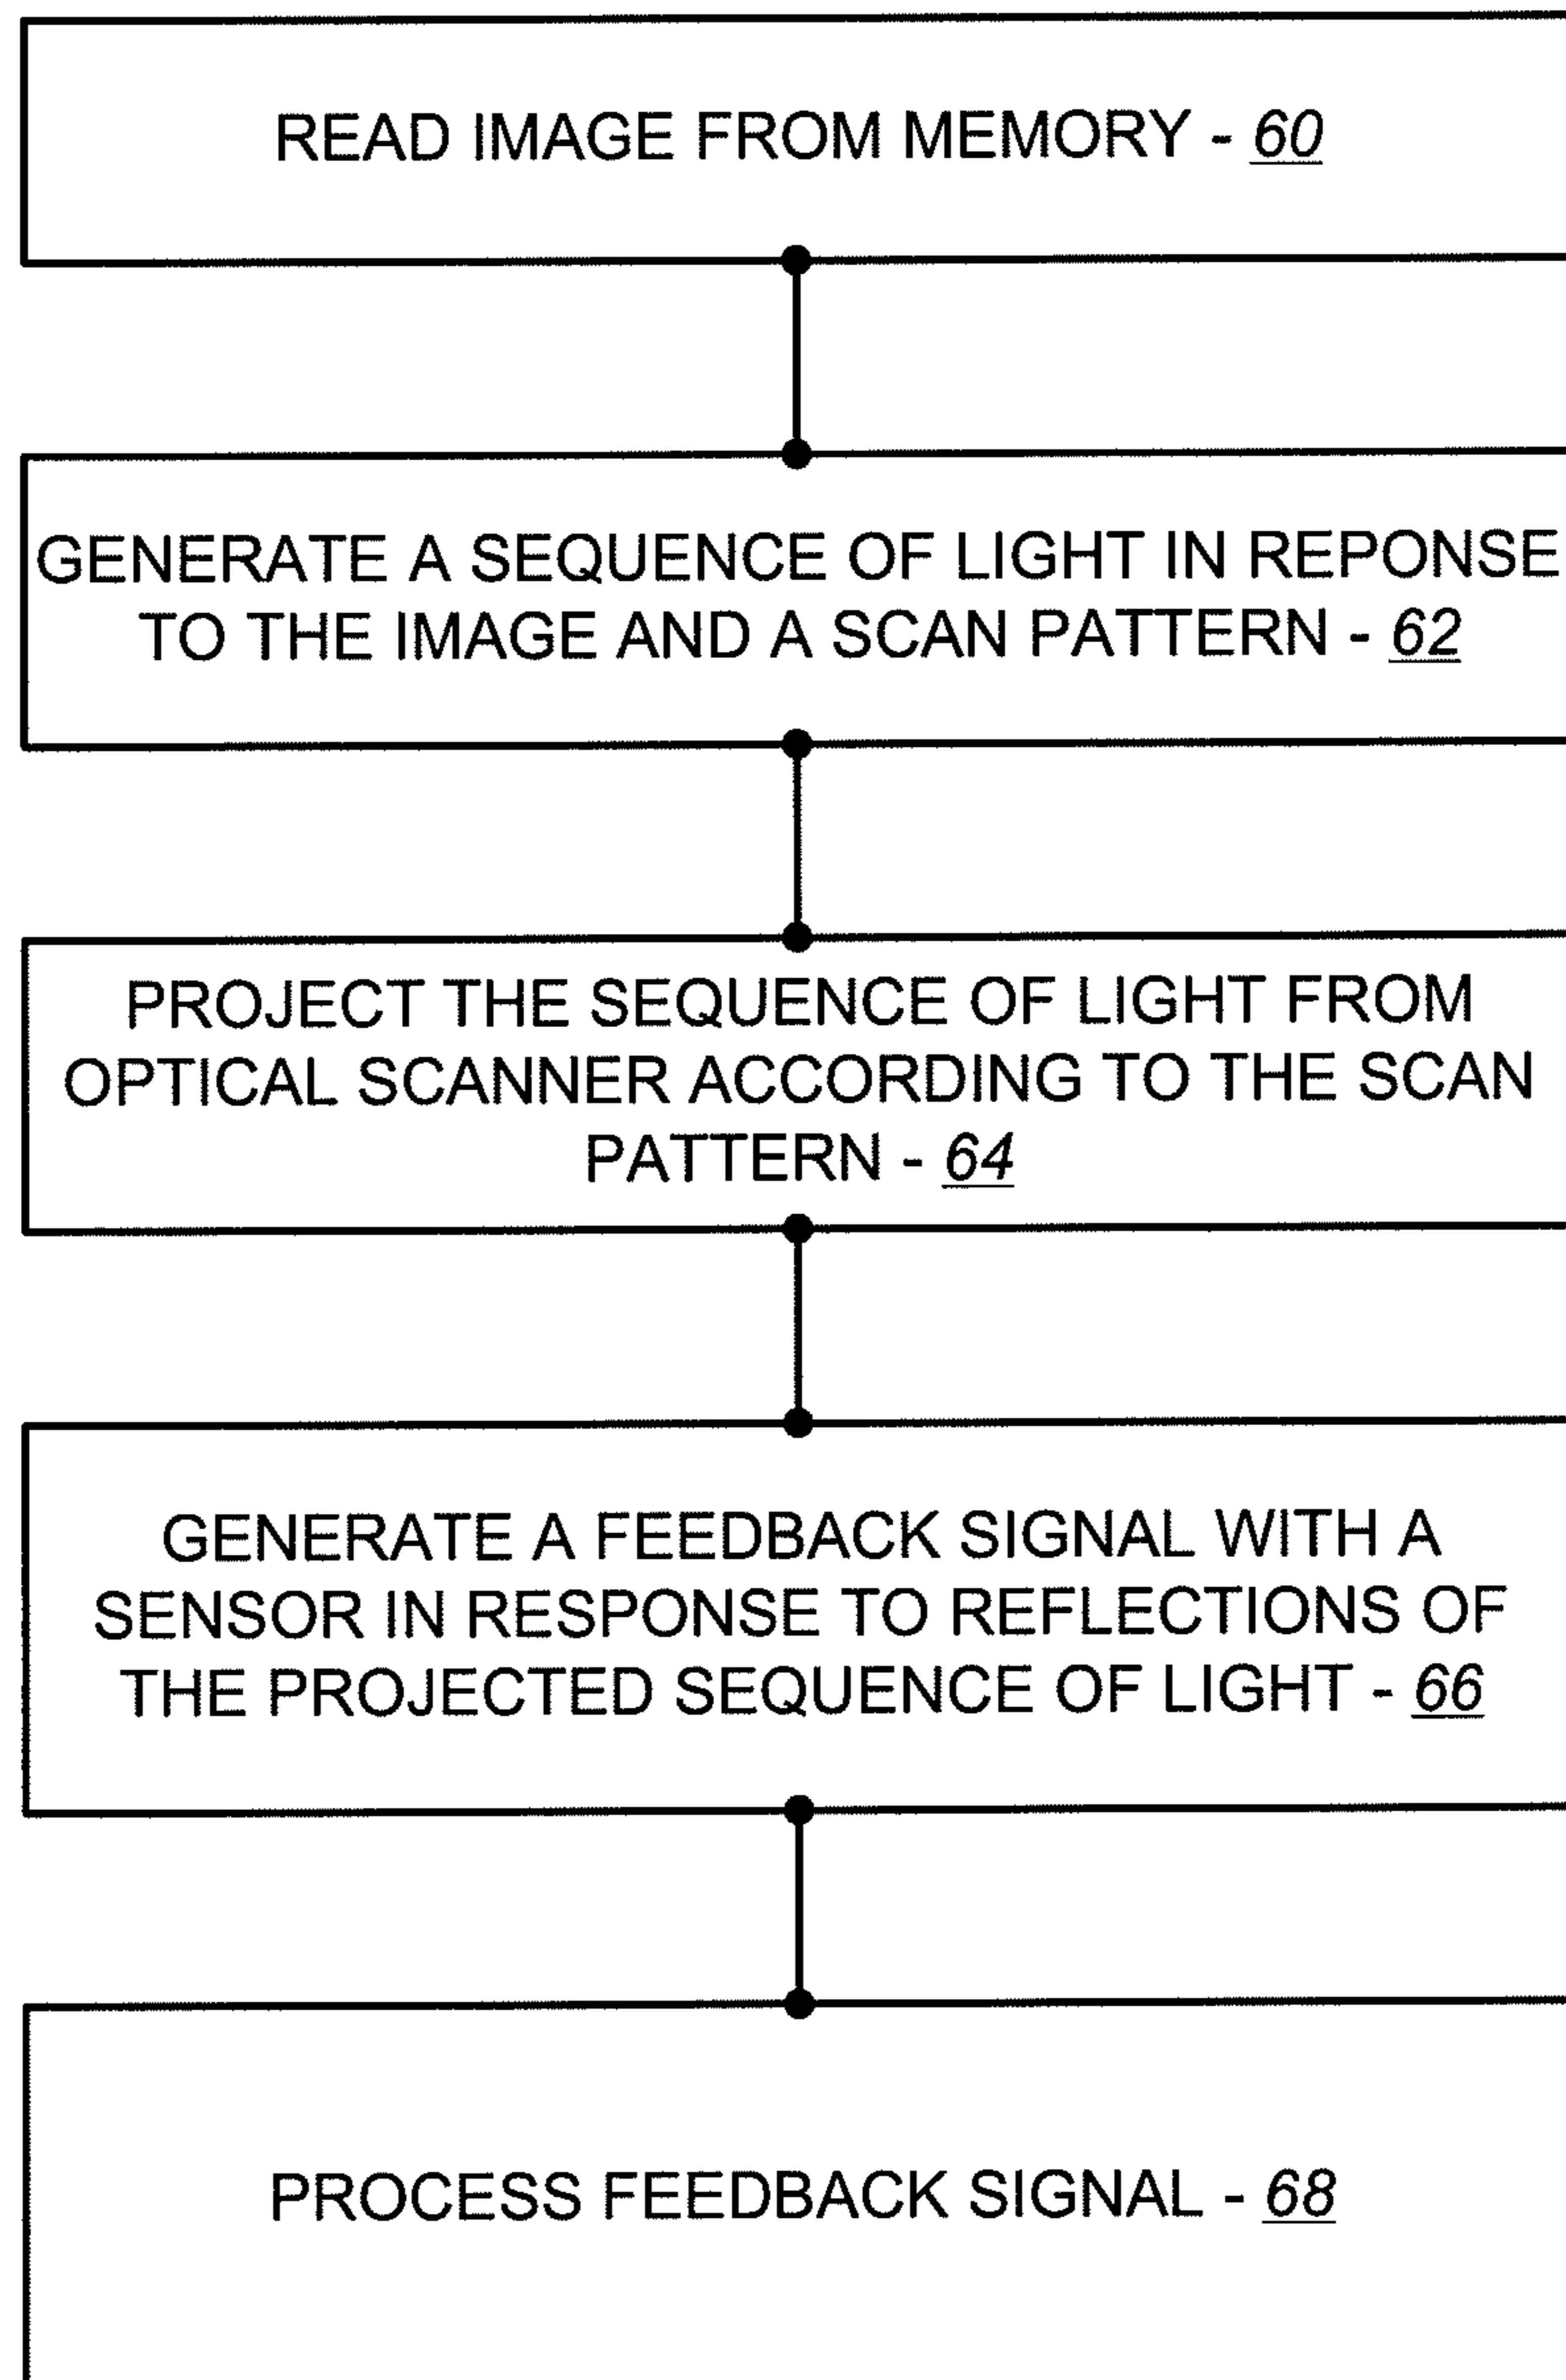 READ IMAGE FROM MEMORY - 60
GENERATE A SEQUENCE OF LIGHT IN REPONSE
TO THE IMAGE AND A SCAN PATTERN - 62
PROJECT THE SEQUENCE OF LIGHT FROM
OPTICAL SCANNER ACCORDING TO THE SCAN
PATTERN - 64
GENERATE A FEEDBACK SIGNAL WITH A
SENSOR IN RESPONSE TO REFLECTIONS OF
THE PROJECTED SEQUENCE OF LIGHT - 66
PROCESS FEEDBACK SIGNAL - 68